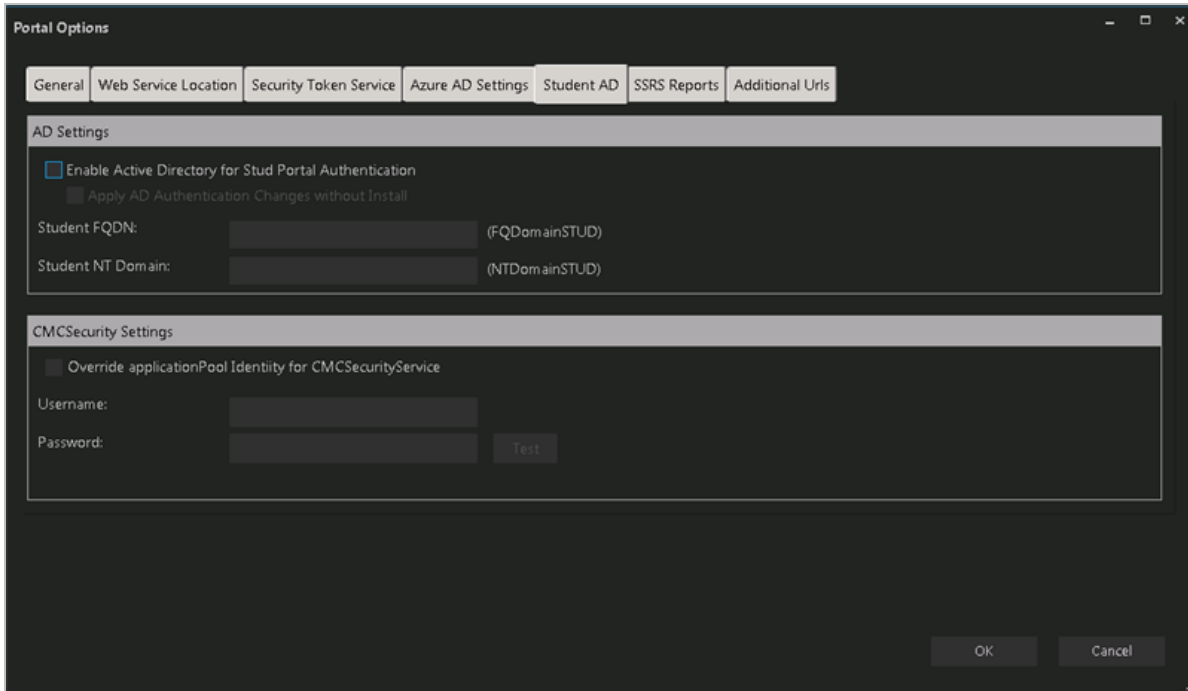 Portal Options
General Web Service Location Security Token Service Azure AD Settings Student AD SSRS Reports Additional Urls
AD Settings
Enable Active Directory for Stud Portal Authentication
Apply AD Authentication Changes without Install
Student FQDN: (FQDomainSTUD)
Student NT Domain: (NTDomainSTUD)
CMCSecurity Settings
Override applicationPool Identiity for CMCSecurityService
Username:
Password: Test
OK Cancel